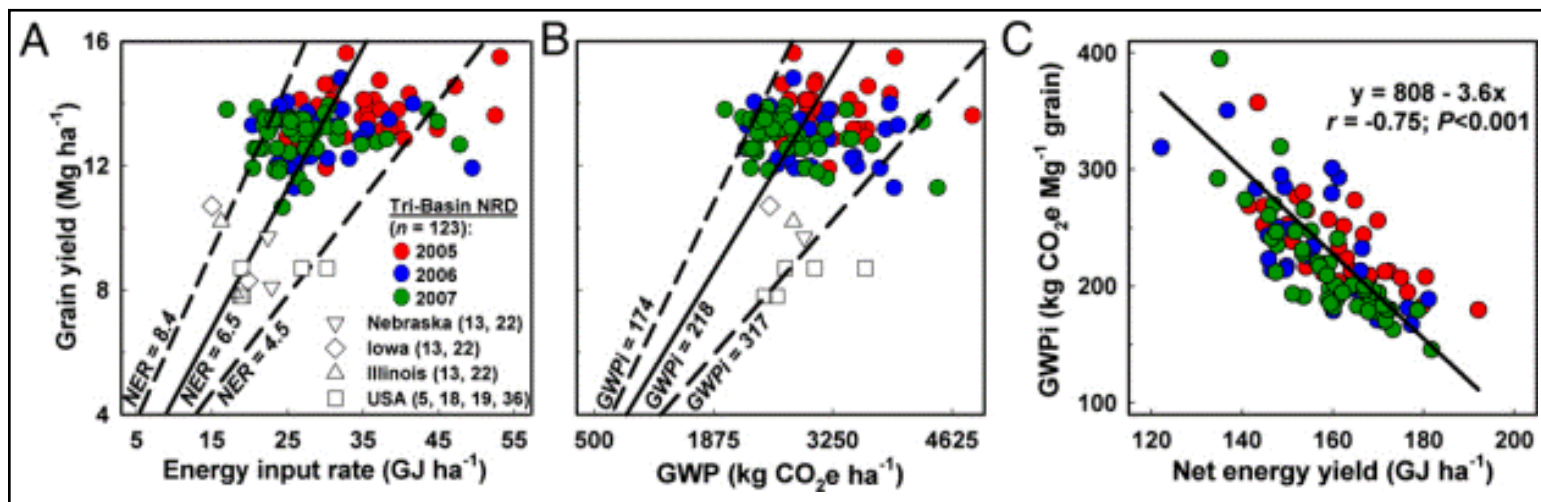 A
Grain yield (Mg ha⁻¹)
16
12
8
4
NER = 8.4
NER = 6.5
NER = 4.5
Tri-Basin NRD
(n = 123):
2005
2006
2007
Nebraska (13, 22)
Iowa (13, 22)
Illinois (13, 22)
USA (5, 18, 19, 36)
5 15 25 35 45 55
Energy input rate (GJ ha⁻¹)
B
GWPi = 174
GWPi = 218
GWPi = 317
500 1875 3250 4625
GWP (kg CO₂e ha⁻¹)
C
GWPi (kg CO₂e Mg⁻¹ grain)
400
300
200
100
y = 808 - 3.6x
r = -0.75; P<0.001
120 140 160 180 200
Net energy yield (GJ ha⁻¹)